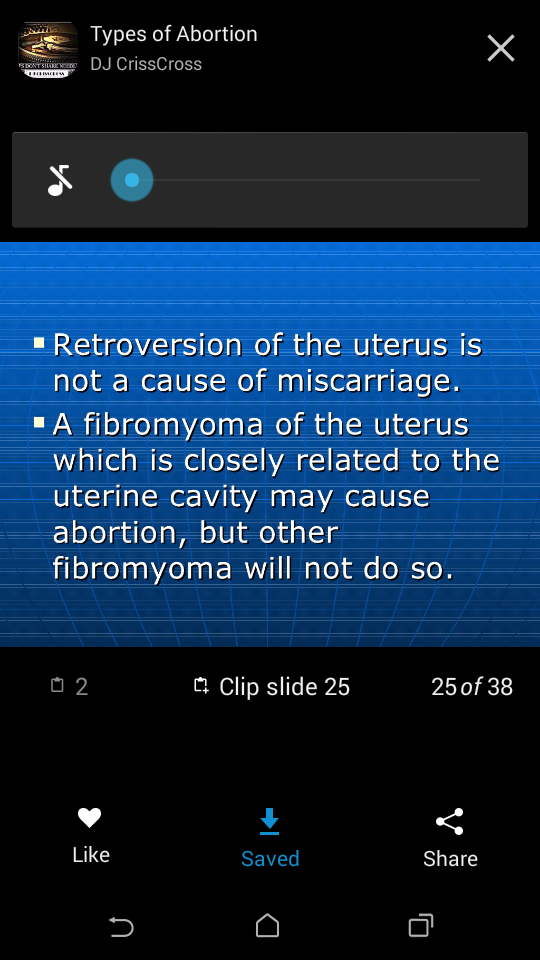 Types of Abortion
DJ CrissCross
Retroversion of the uterus is
not a cause of miscarriage.
A fibromyoma of the uterus
which is closely related to the
uterine cavity may cause
abortion, but other
fibromyoma will not do so.
2
Clip slide 25
25 of 38
Like
Saved
Share